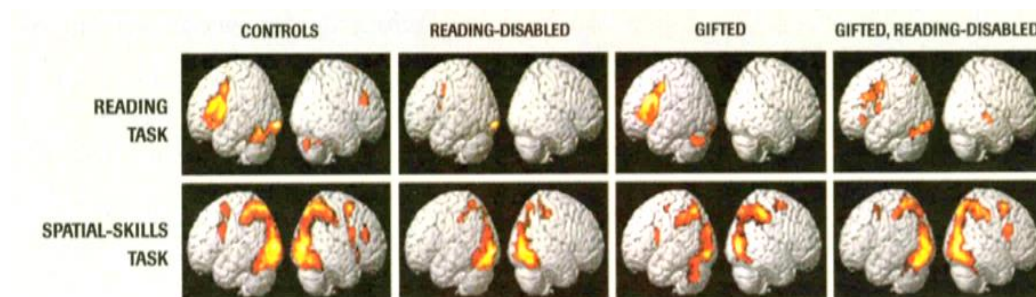 CONTROLS
READING-DISABLED
GIFTED
GIFTED, READING-DISABLED
READING
TASK
SPATIAL-SKILLS
TASK